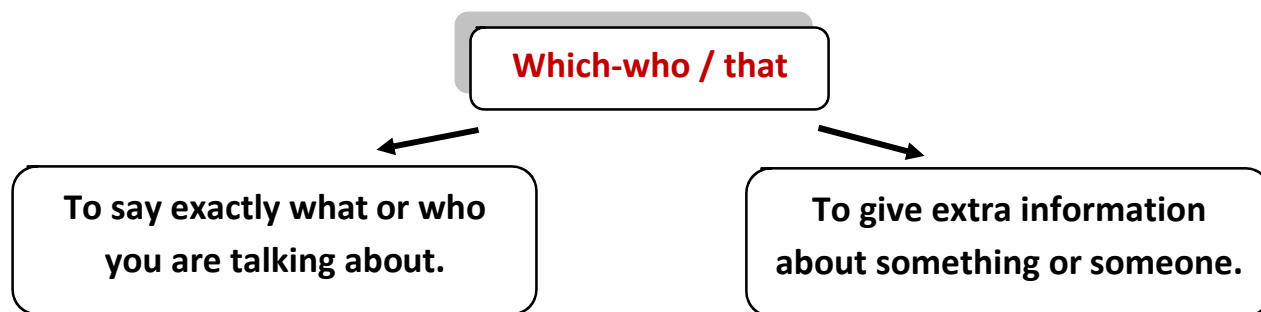 Which-who / that
To say exactly what or who
you are talking about.
To give extra information
about something or someone.